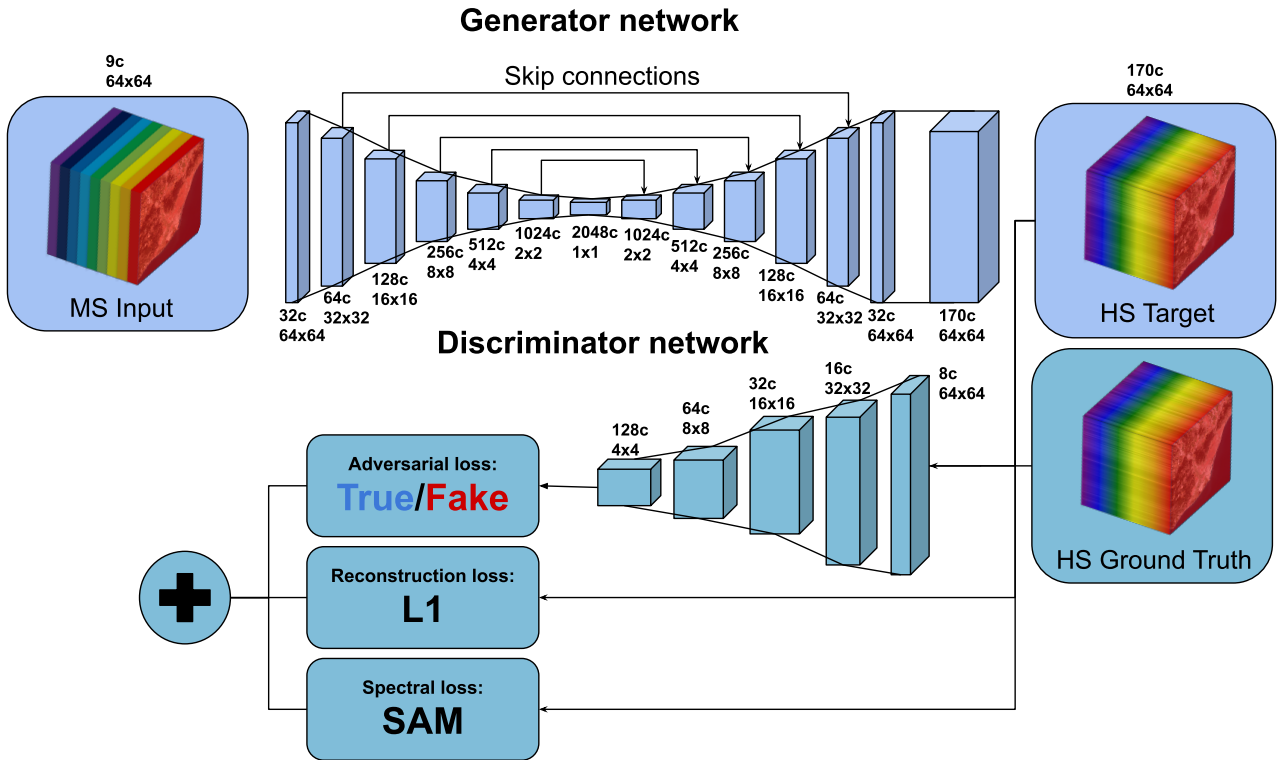 Generator network
9c
64x64
MS Input
Skip connections
32c
64x64
64c
32x32
128c
16x16
256c
8x8
512c
4x4
1024c
2x2
2048c
1x1
1024c
2x2
512c
4x4
256c
8x8
128c
16x16
64c
32x32
32c
64x64
170c
64x64
170c
64x64
HS Target
Discriminator network
128c
4x4
64c
8x8
32c
16x16
16c
32x32
8c
64x64
HS Ground Truth
Adversarial loss:
True/Fake
Reconstruction loss:
L1
Spectral loss:
SAM